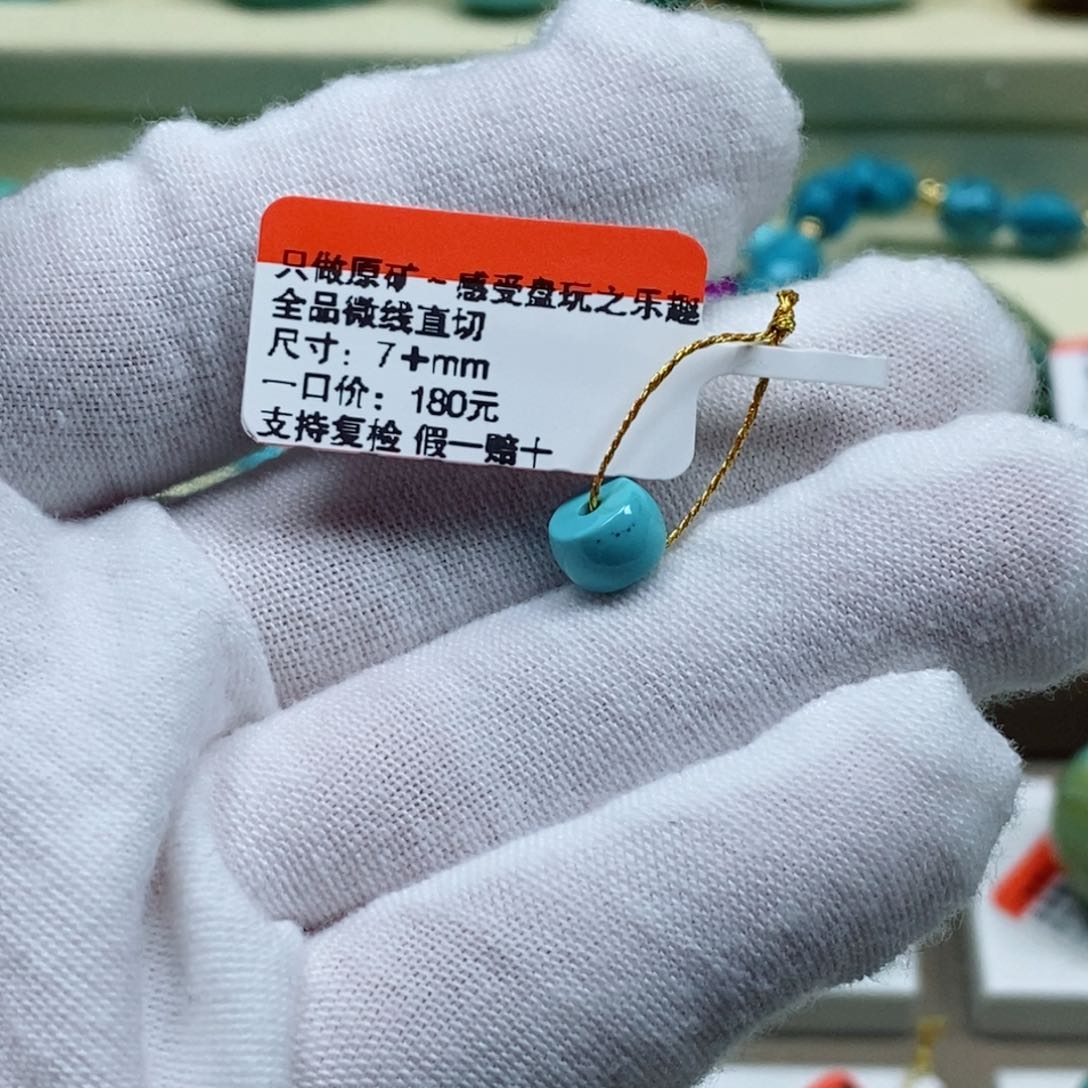 只做原矿~感受盘玩之乐趣
全品微线直切
尺寸：7+mm
一口价：180元
支持复检 假一赔十